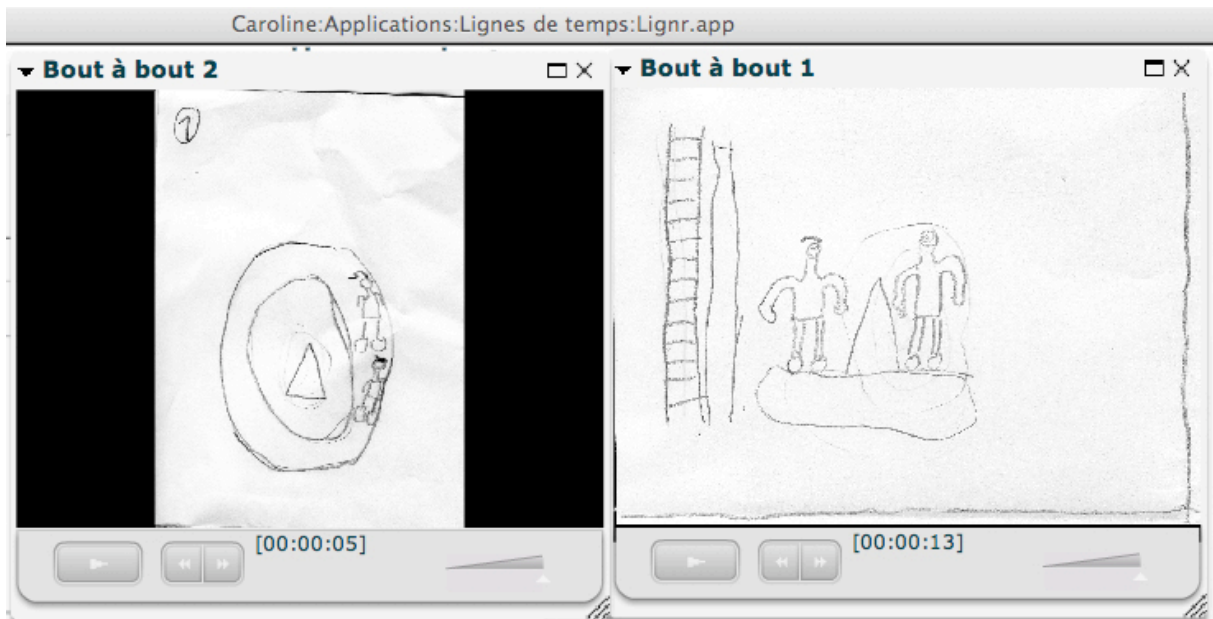 Caroline:Applications:Lignes de temps:Lignr.app
Bout à bout 2
Bout à bout 1
[00:00:05]
[00:00:13]